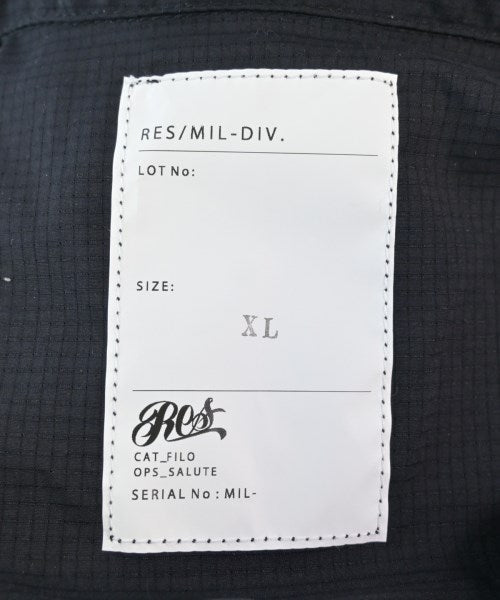 RES/MIL-DIV.
LOT No:
SIZE:
XL
Res
CAT_FILO
OPS_SALUTE
SERIAL No : MIL-